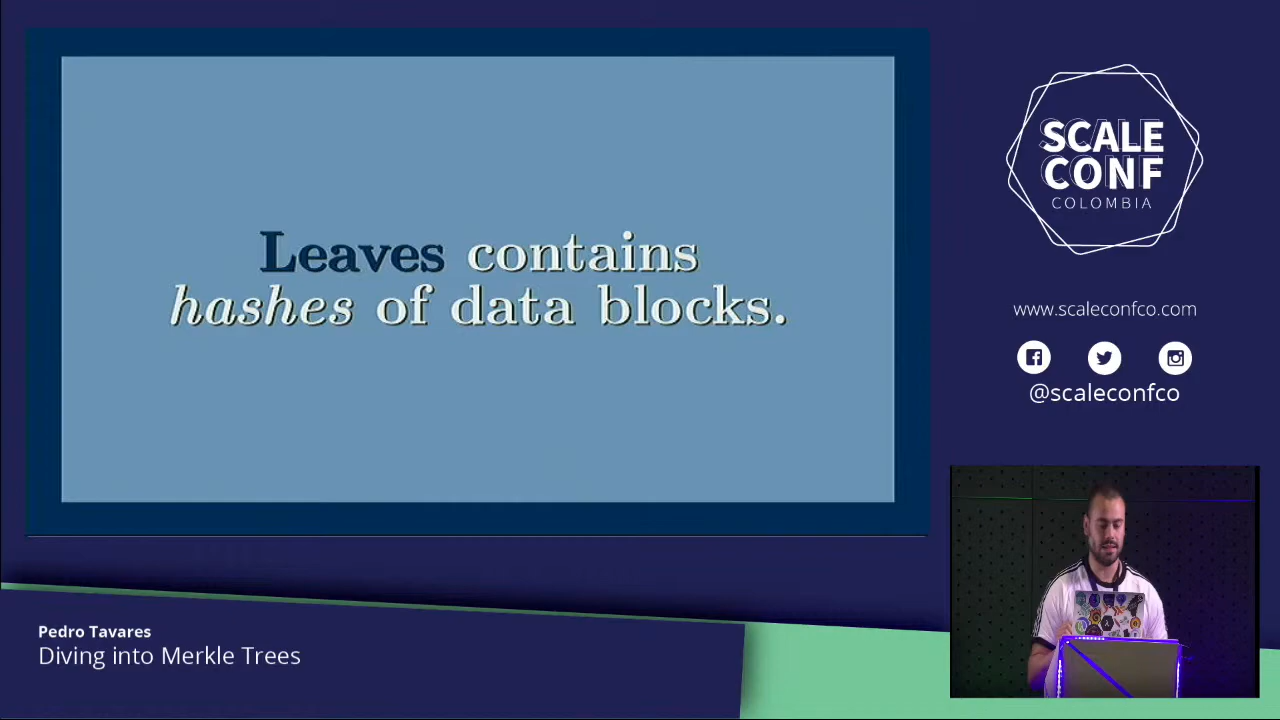 Leaves contains
hashes of data blocks.
SCALE
CONF
COLOMBIA
www.scaleconfco.com
@scaleconfco
Pedro Tavares
Diving into Merkle Trees